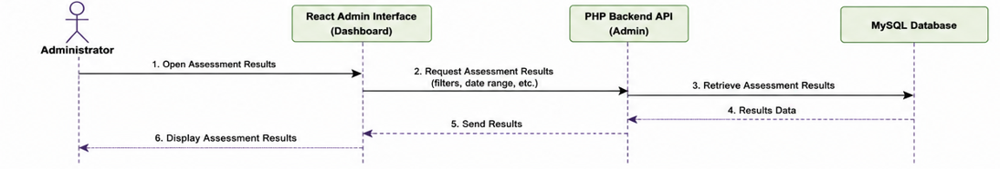 Administrator
React Admin Interface
(Dashboard)
PHP Backend API
(Admin)
MySQL Database
1. Open Assessment Results
2. Request Assessment Results
(filters, date range, etc.)
3. Retrieve Assessment Results
4. Results Data
5. Send Results
6. Display Assessment Results